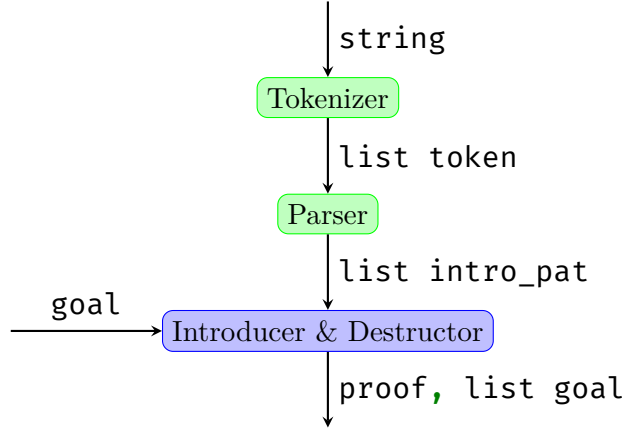 string
Tokenizer
list token
Parser
list intro_pat
goal
Introducer & Destructor
proof, list goal